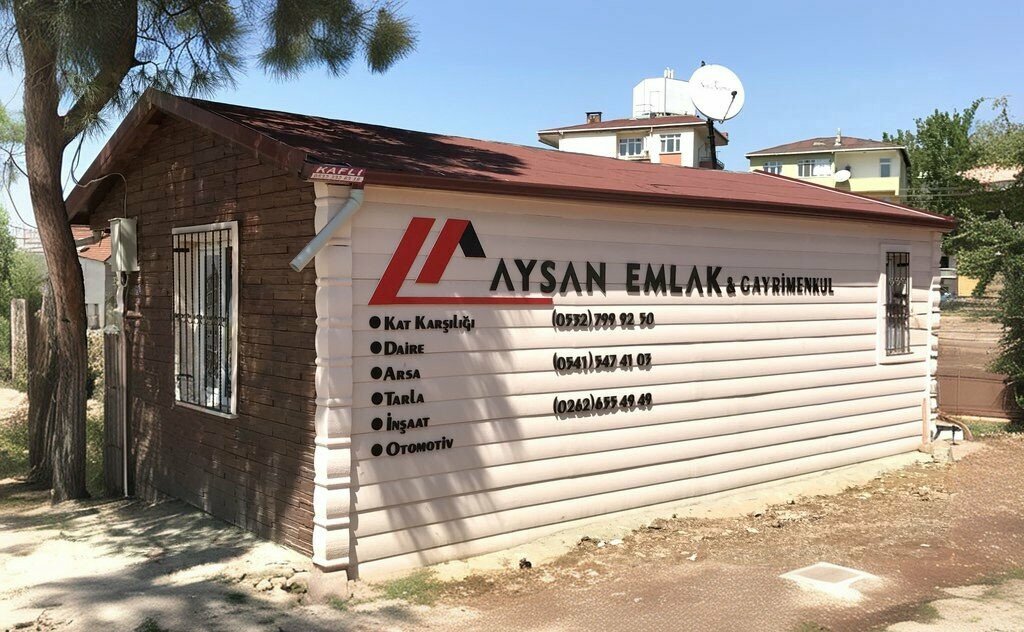 KAFLI
AYSAN EMLAK & GAYRİMENKUL
Kat Karşılığı
Daire
Arsa
Tarla
İnşaat
Otomotiv
(0532) 799 92 50
(0541) 547 41 03
(0262) 655 49 49